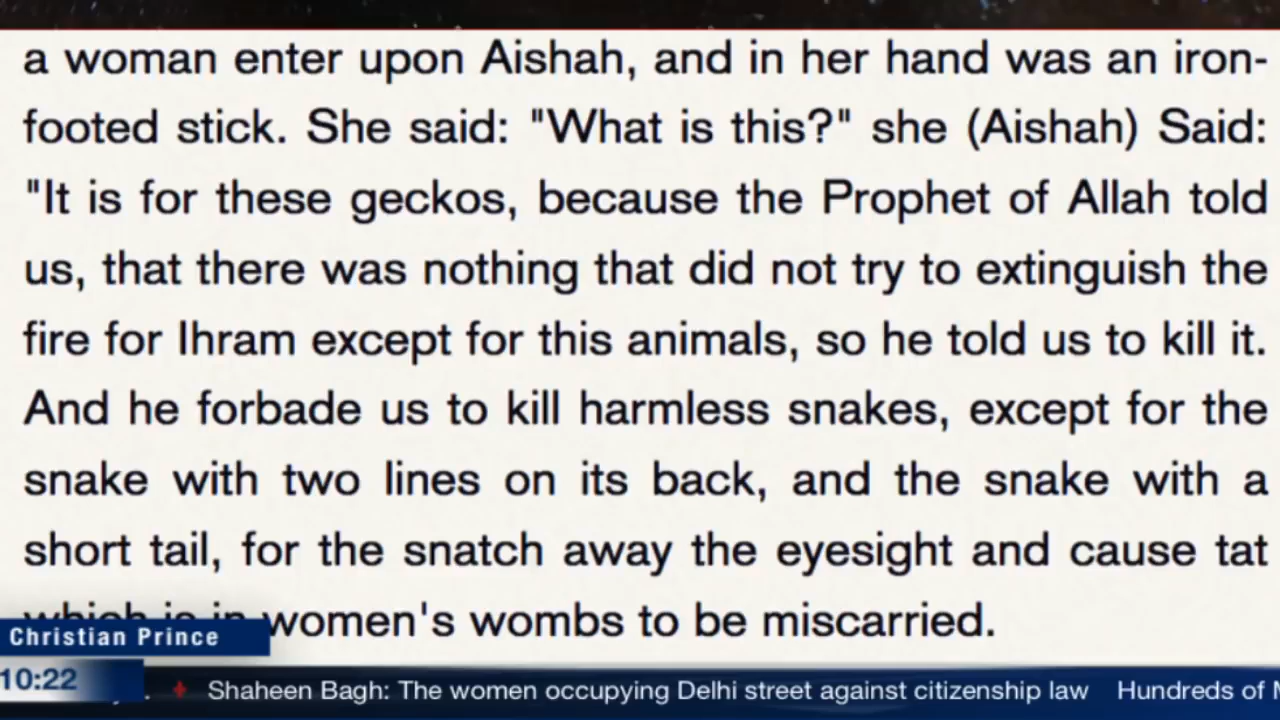 a woman enter upon Aishah, and in her hand was an iron-
footed stick. She said: "What is this?" she (Aishah) Said:
"It is for these geckos, because the Prophet of Allah told
us, that there was nothing that did not try to extinguish the
fire for Ihram except for this animals, so he told us to kill it.
And he forbade us to kill harmless snakes, except for the
snake with two lines on its back, and the snake with a
short tail, for the snatch away the eyesight and cause tat
which is in women's wombs to be miscarried.
Christian Prince
10:22
Shaheen Bagh: The women occupying Delhi street against citizenship law Hundreds of